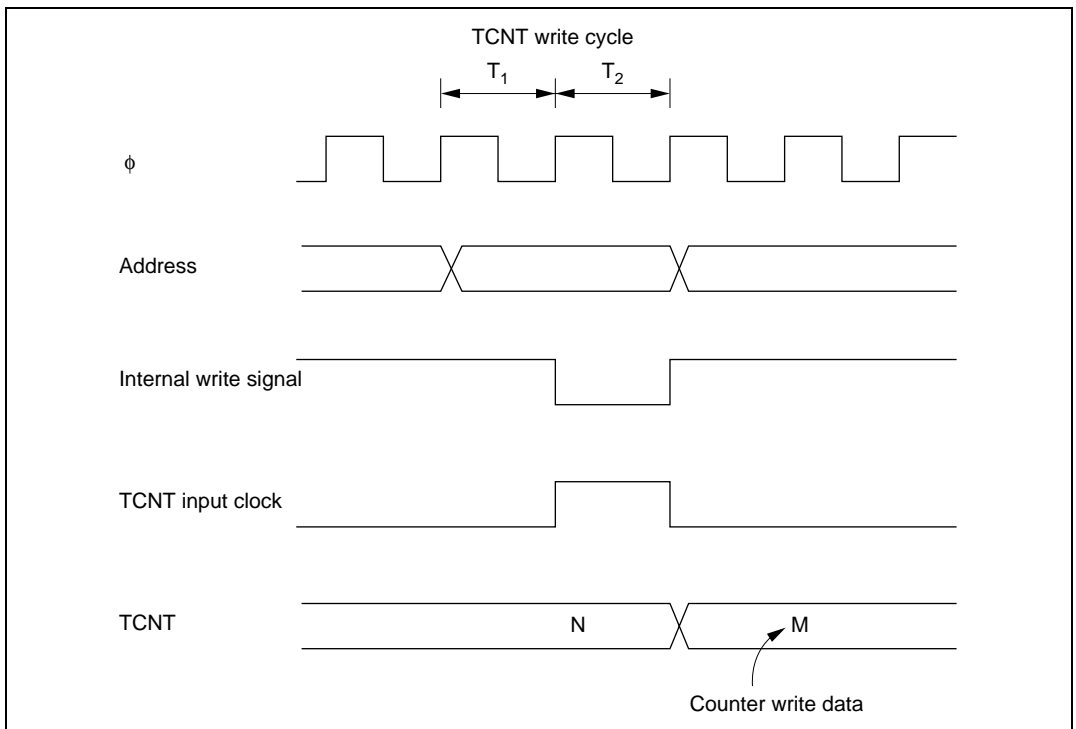 TCNT write cycle
T1 T2
ϕ
Address
Internal write signal
TCNT input clock
TCNT N M
Counter write data